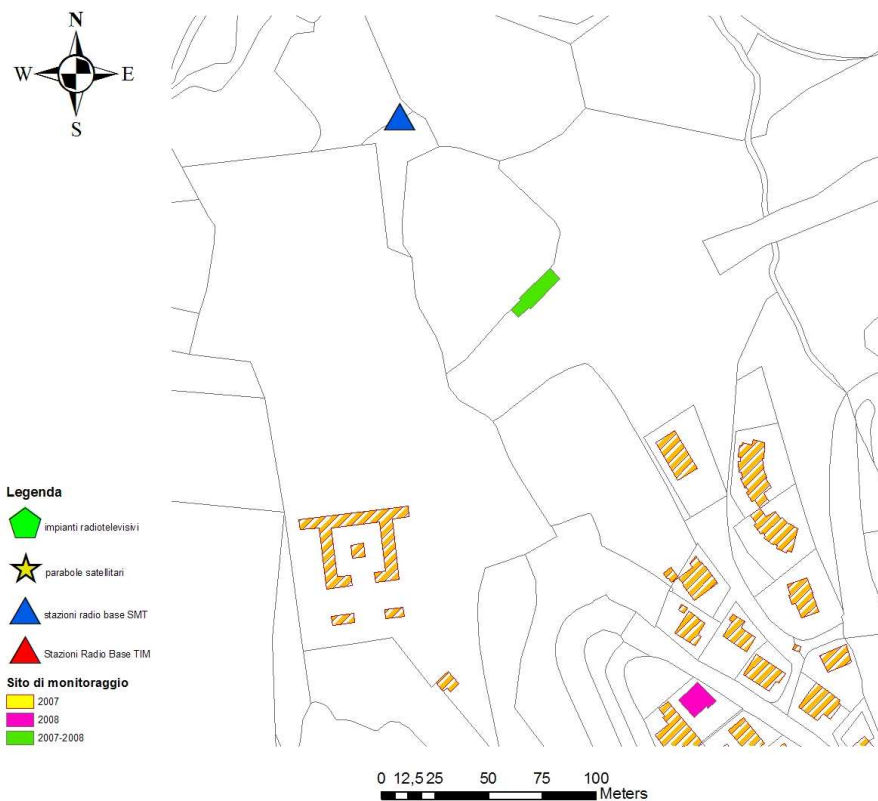 N
W E
S
Legenda
impianti radiotelevisivi
parabole satellitari
stazioni radio base SMT
Stazioni Radio Base TIM
Sito di monitoraggio
2007
2008
2007-2008
0 12,5 25 50 75 100
Meters